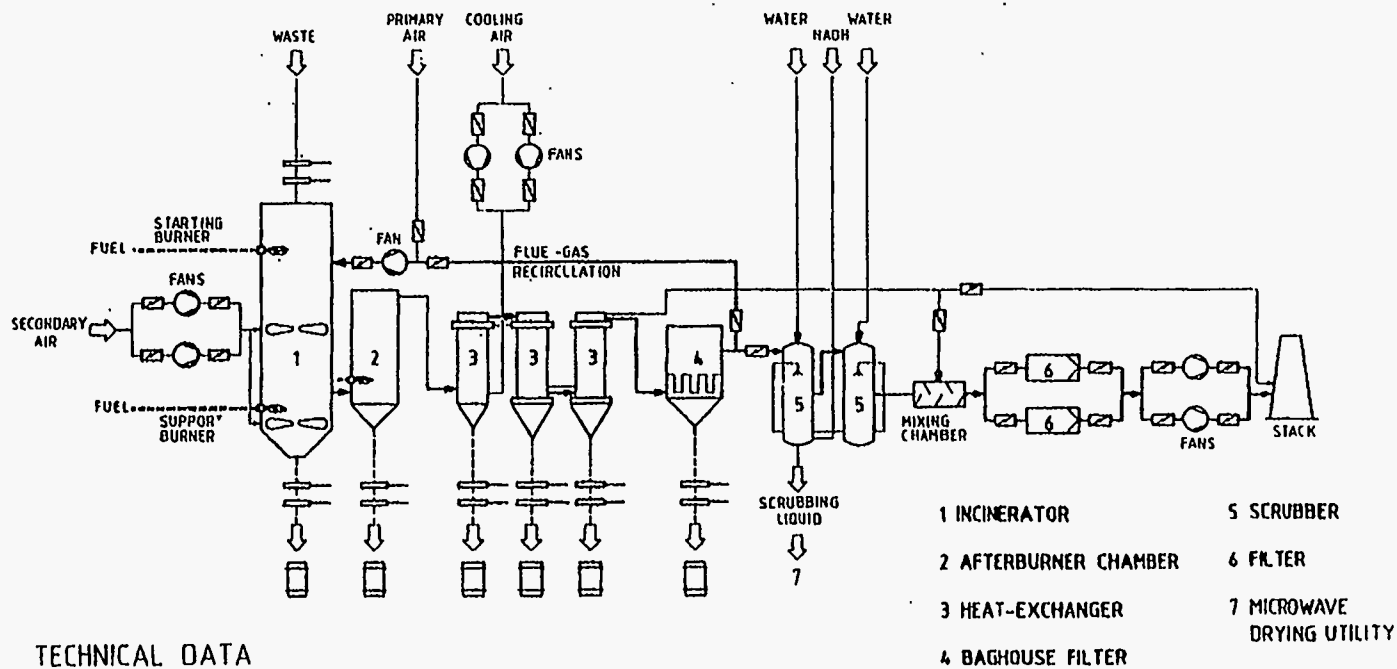 WASTE
PRIMARY
AIR
COOLING
AIR
WATER
NAOH
WATER
FANS
STARTING
BURNER
FUEL
FAN
FLUE-GAS
RECIRCLLATION
FANS
SECONDARY
AIR
1
2
3
3
3
4
5
5
6
6
FUEL
SUPPOR'
BURNER
MIXING
CHAMBER
FANS
STACK
SCRUBBING
LIQUID
7
1 INCINERATOR
2 AFTERBURNER CHAMBER
3 HEAT-EXCHANGER
4 BAGHOUSE FILTER
5 SCRUBBER
6 FILTER
7 MICROWAVE
DRYING UTILITY
TECHNICAL DATA